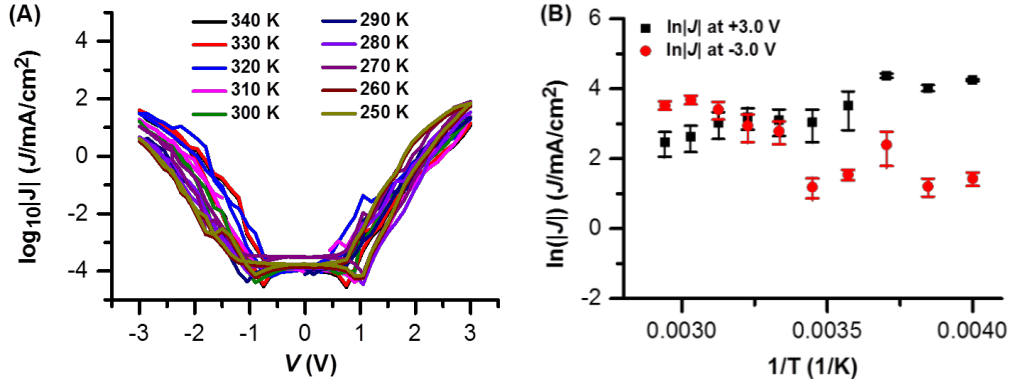 (A)
340 K
330 K
320 K
310 K
300 K
290 K
280 K
270 K
260 K
250 K
log10|J| (J/mA/cm2)
4
2
0
-2
-4
-3 -2 -1 0 1 2 3
V (V)
(B)
ln|J| at +3.0 V
ln|J| at -3.0 V
ln(|J|) (J/mA/cm2)
6
4
2
0
-2
0.0030 0.0035 0.0040
1/T (1/K)